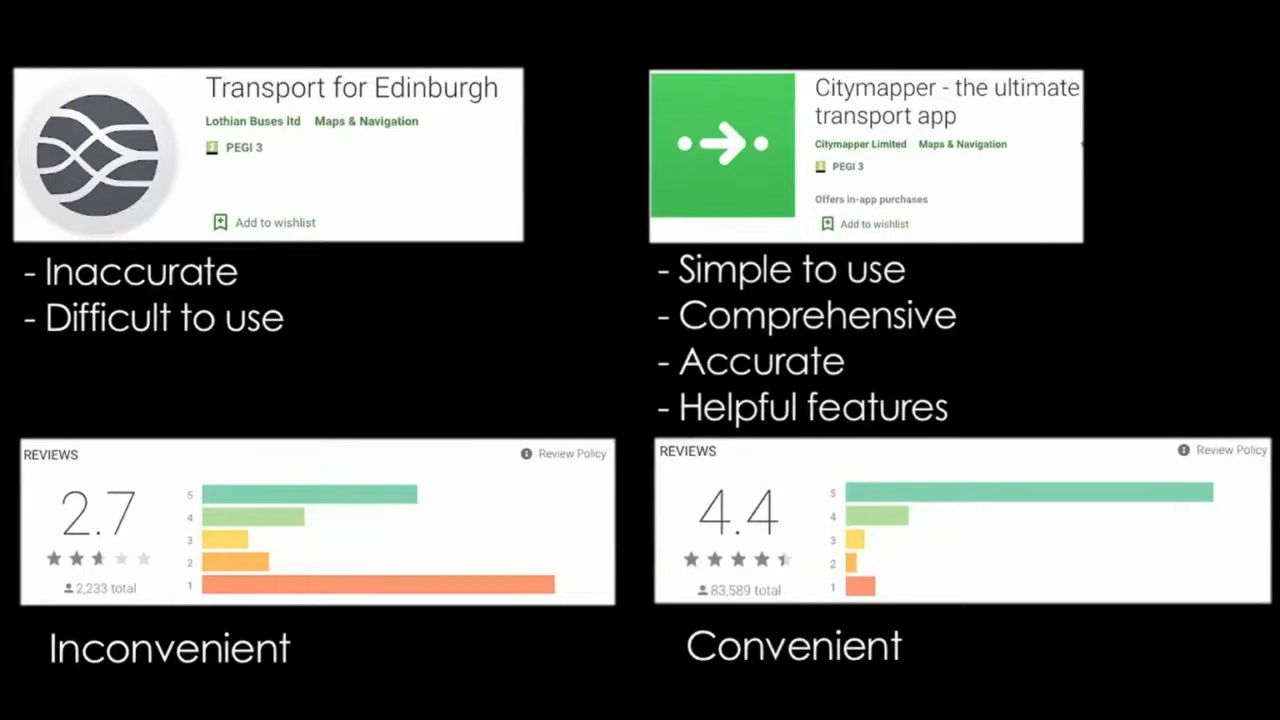 Transport for Edinburgh
Lothian Buses ltd Maps & Navigation
3 PEGI 3
Add to wishlist
- Inaccurate
- Difficult to use
REVIEWS
Review Policy
2.7
2,233 total
5
4
3
2
1
Inconvenient
Citymapper - the ultimate
transport app
Citymapper Limited Maps & Navigation
3 PEGI 3
Offers in-app purchases
Add to wishlist
- Simple to use
- Comprehensive
- Accurate
- Helpful features
REVIEWS
Review Policy
4.4
83,589 total
5
4
3
2
1
Convenient